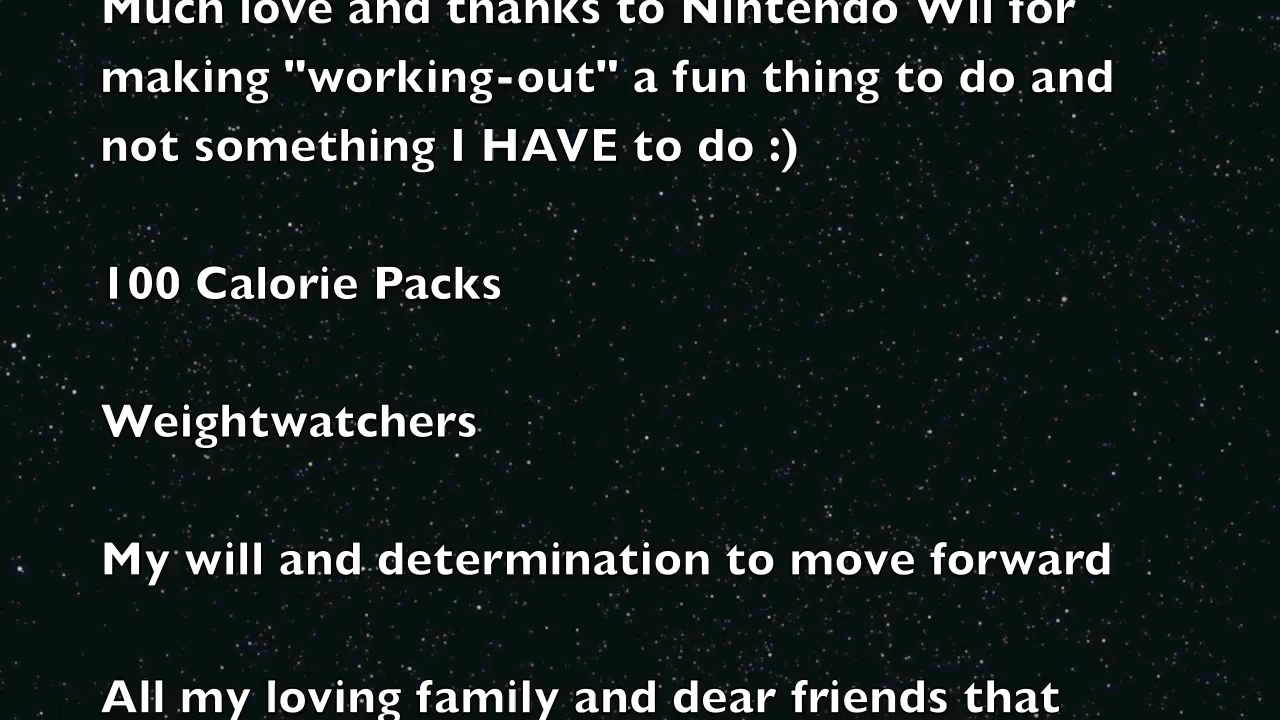 Much love and thanks to Nintendo Wii for
making "working-out" a fun thing to do and
not something I HAVE to do :)
100 Calorie Packs
Weightwatchers
My will and determination to move forward
All my loving family and dear friends that